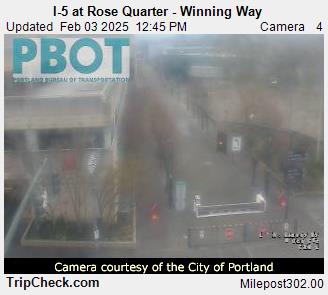 I-5 at Rose Quarter - Winning Way
Updated Feb 03 2025 12:45 PM Camera 4
PBOT
PORTLAND BUREAU OF TRANSPORTATION
Camera courtesy of the City of Portland
TripCheck.com Milepost302.00